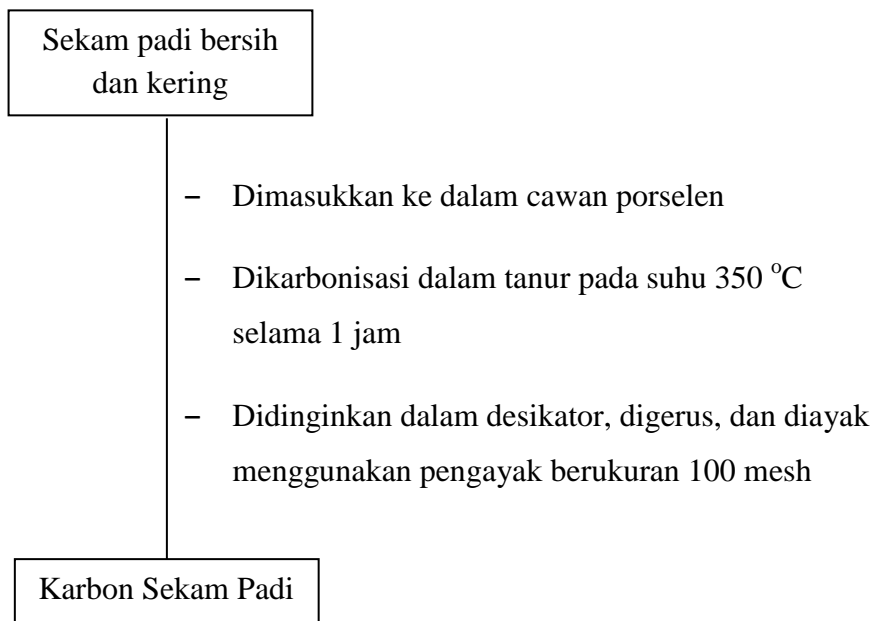 Sekam padi bersih
dan kering
− Dimasukkan ke dalam cawan porselen
− Dikarbonisasi dalam tanur pada suhu 350 °C
selama 1 jam
− Didinginkan dalam desikator, digerus, dan diayak
menggunakan pengayak berukuran 100 mesh
Karbon Sekam Padi